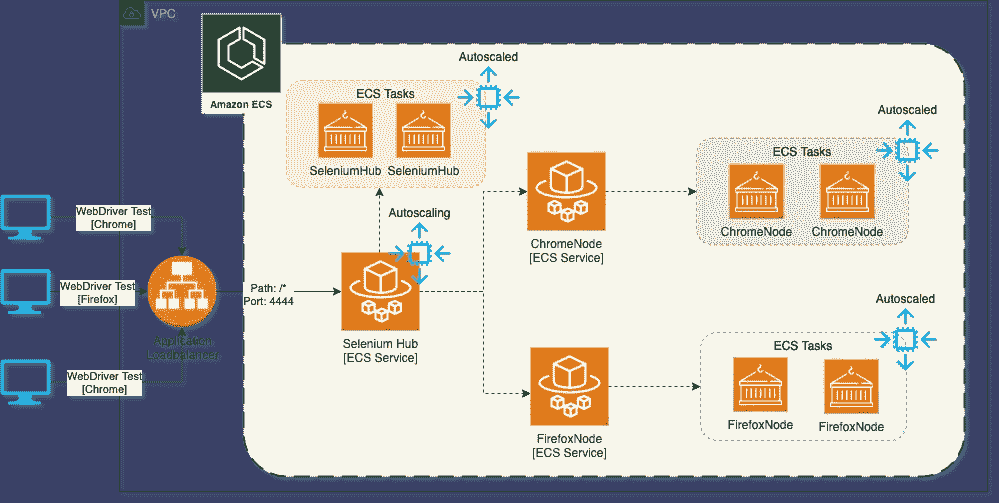 VPC
Amazon ECS
Autoscaled
ECS Tasks
SeleniumHub
SeleniumHub
Autoscaling
WebDriver Test
[Chrome]
WebDriver Test
[Firefox]
WebDriver Test
[Chrome]
Path: /*
Port: 4444
Selenium Hub
[ECS Service]
ChromeNode
[ECS Service]
Autoscaled
ECS Tasks
ChromeNode
ChromeNode
FirefoxNode
[ECS Service]
Autoscaled
ECS Tasks
FirefoxNode
FirefoxNode